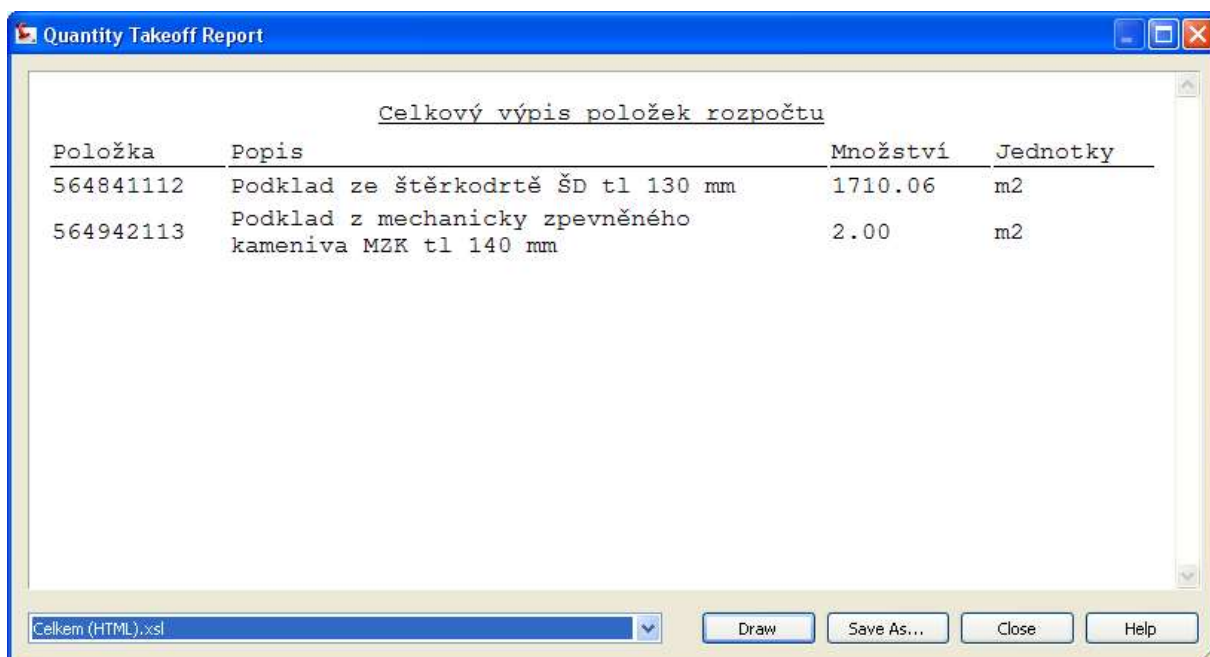 Quantity Takeoff Report
Celkový výpis položek rozpočtu
Položka Popis Množství Jednotky
564841112 Podklad ze štěrkodrtě ŠD tl 130 mm 1710.06 m2
564942113 Podklad z mechanicky zpevněného kameniva MZK tl 140 mm 2.00 m2
Celkem (HTML).xsl Draw Save As... Close Help